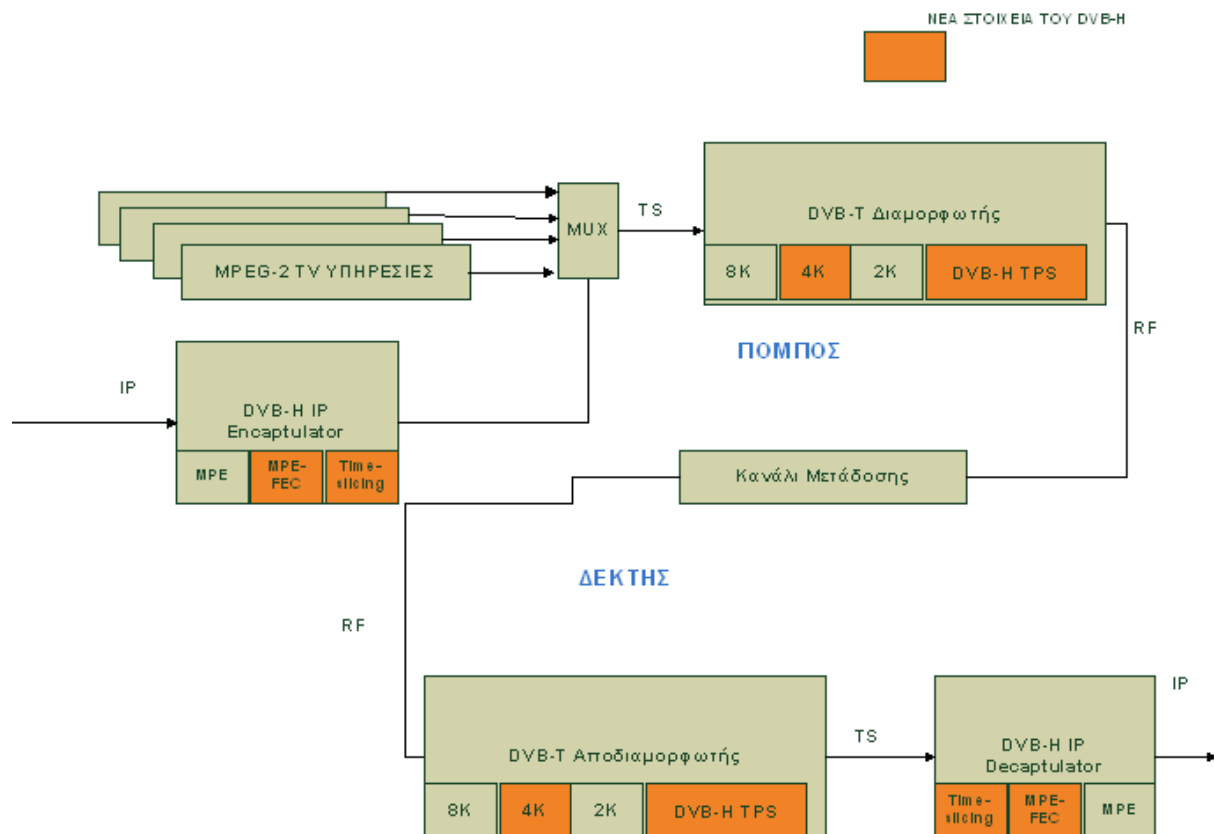 ΝΕΑ ΣΤΟΙΧΕΙΑ ΤΟΥ DVB-H
MPEG-2 TV ΥΠΗΡΕΣΙΕΣ
MUX
TS
DVB-T Διαμορφωτής
8K
4K
2K
DVB-H TPS
RF
ΠΟΜΠΟΣ
IP
DVB-H IP
Encaptulator
MPE
MPE-
FEC
Time-
slicing
Κανάλι Μετάδοσης
ΔΕΚΤΗΣ
RF
DVB-T Αποδιαμορφωτής
8K
4K
2K
DVB-H TPS
TS
DVB-H IP
Decaptulator
Time-
slicing
MPE-
FEC
MPE
IP